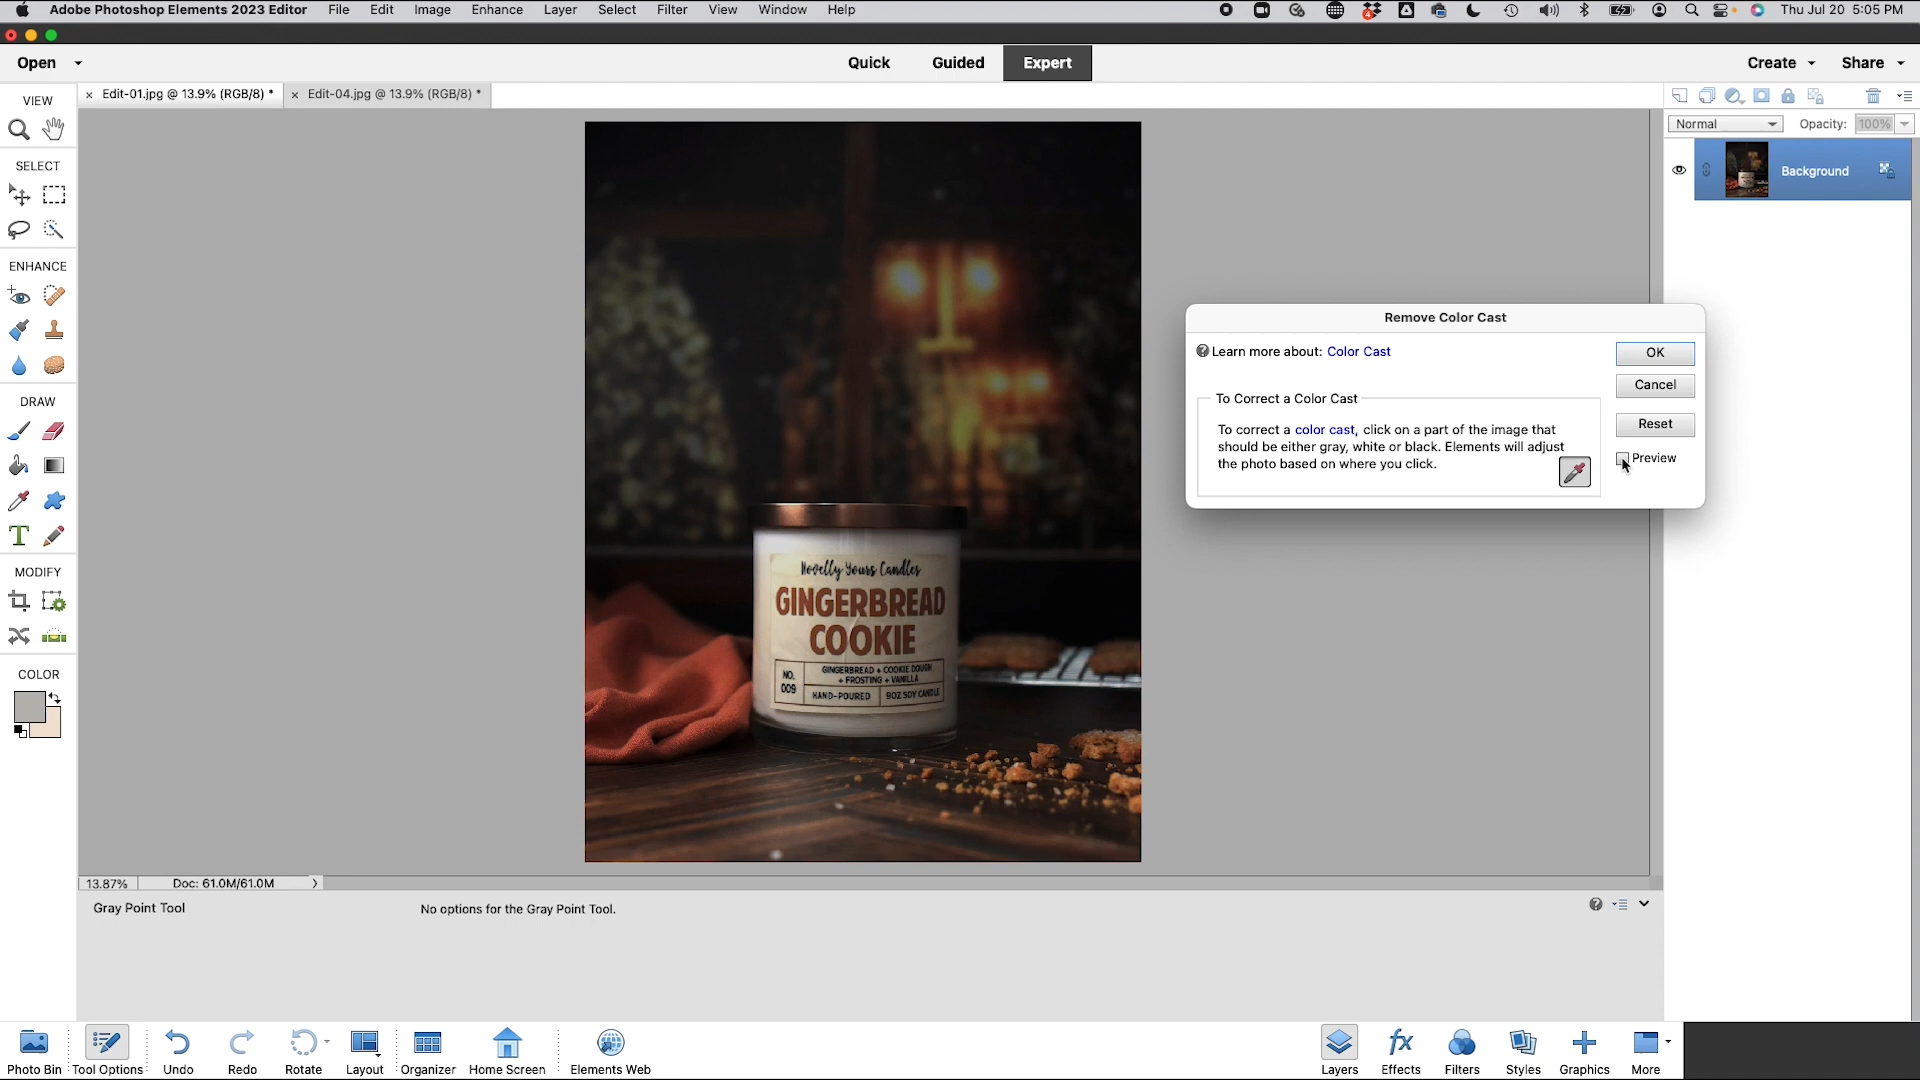 Adobe Photoshop Elements 2023 Editor File Edit Image Enhance Layer Select Filter View Window Help 4 Thu Jul 20 5:05 PM
Open Quick Guided Expert Create Share
VIEW × Edit-01.jpg @ 13.9% (RGB/8) * × Edit-04.jpg @ 13.9% (RGB/8) *
Normal Opacity: 100%
SELECT
Background
ENHANCE
Remove Color Cast
Learn more about: Color Cast OK
Cancel
To Correct a Color Cast
DRAW
To correct a color cast, click on a part of the image that
should be either gray, white or black. Elements will adjust
the photo based on where you click.
Reset
Preview
T
MODIFY
Novelly Yours Candles
GINGERBREAD
COOKIE
GINGERBREAD + COOKIE DOUGH
+ FROSTING + VANILLA
NO.
009
HAND-POURED 9OZ SOY CANDLE
COLOR
13.87% Doc: 61.0M/61.0M
Gray Point Tool No options for the Gray Point Tool.
Photo Bin Tool Options Undo Redo Rotate Layout Organizer Home Screen Elements Web Layers fx Effects Filters Styles Graphics More